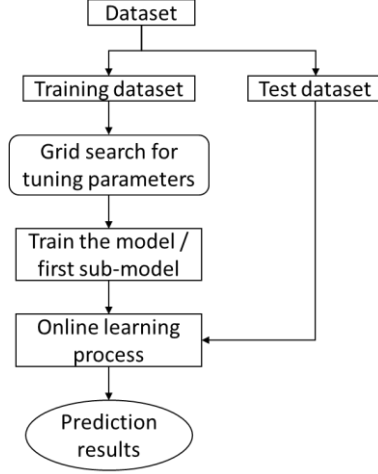 Dataset
Training dataset
Test dataset
Grid search for
tuning parameters
Train the model /
first sub-model
Online learning
process
Prediction
results